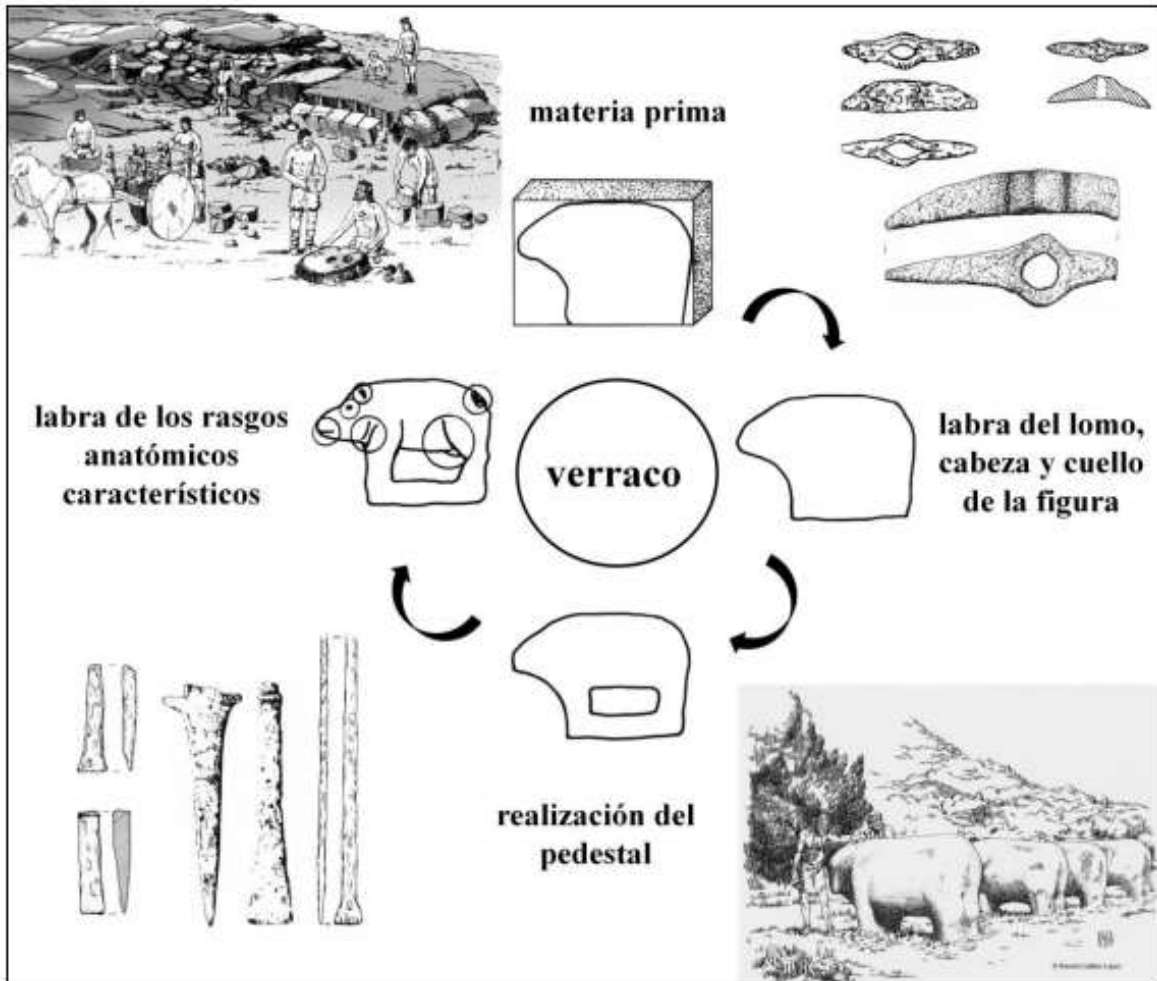 materia prima
labra de los rasgos
anatómicos
característicos
verraco
labra del lomo,
cabeza y cuello
de la figura
realización del
pedestal